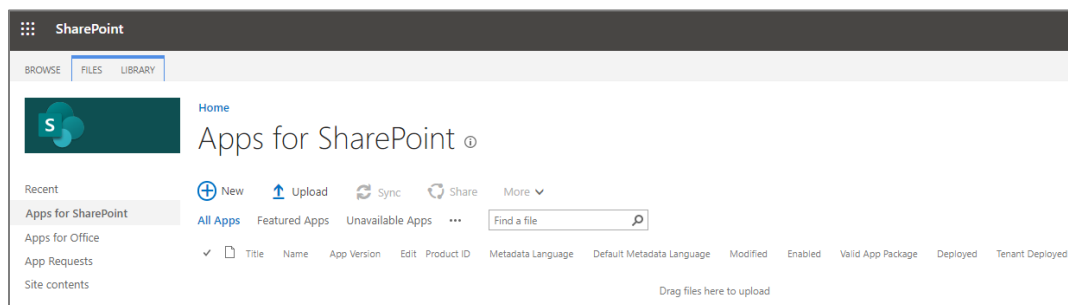 SharePoint
BROWSE FILES LIBRARY
S
Home
Apps for SharePoint
New Upload Sync Share More
All Apps Featured Apps Unavailable Apps ••• Find a file
Title Name App Version Edit Product ID Metadata Language Default Metadata Language Modified Enabled Valid App Package Deployed Tenant Deployed
Drag files here to upload
Recent
Apps for SharePoint
Apps for Office
App Requests
Site contents